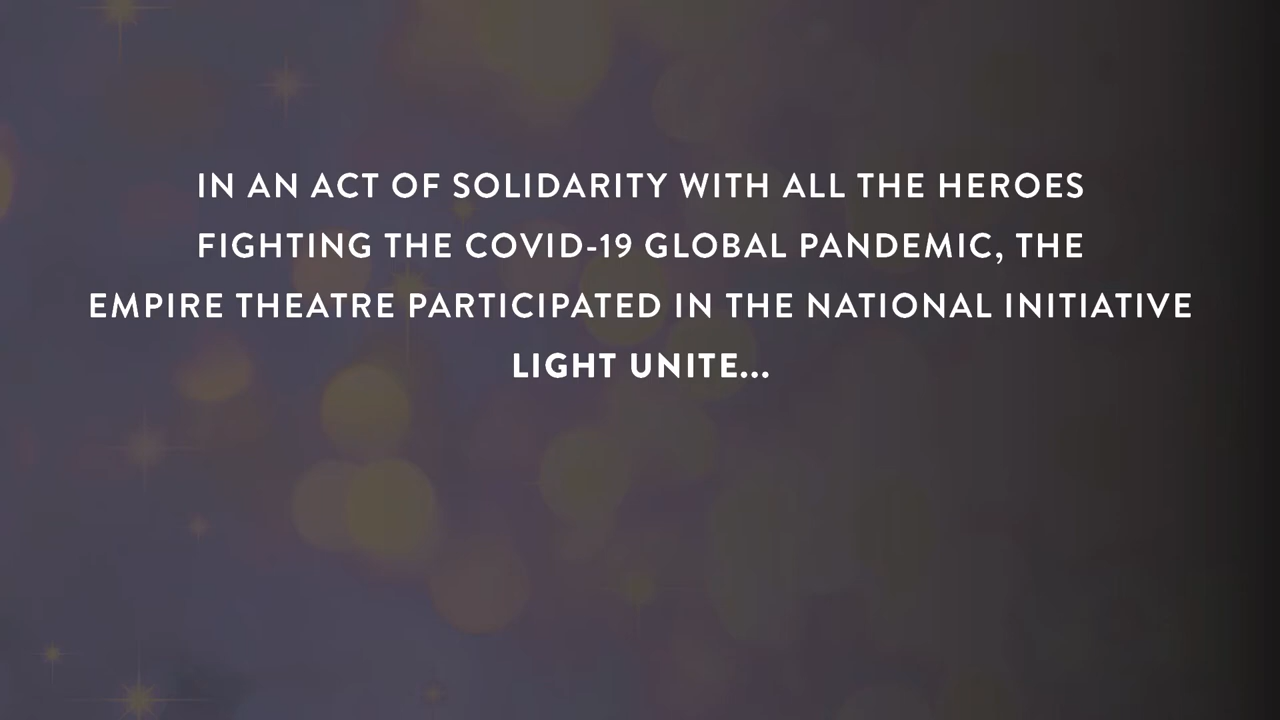 IN AN ACT OF SOLIDARITY WITH ALL THE HEROES
FIGHTING THE COVID-19 GLOBAL PANDEMIC, THE
EMPIRE THEATRE PARTICIPATED IN THE NATIONAL INITIATIVE
LIGHT UNITE...